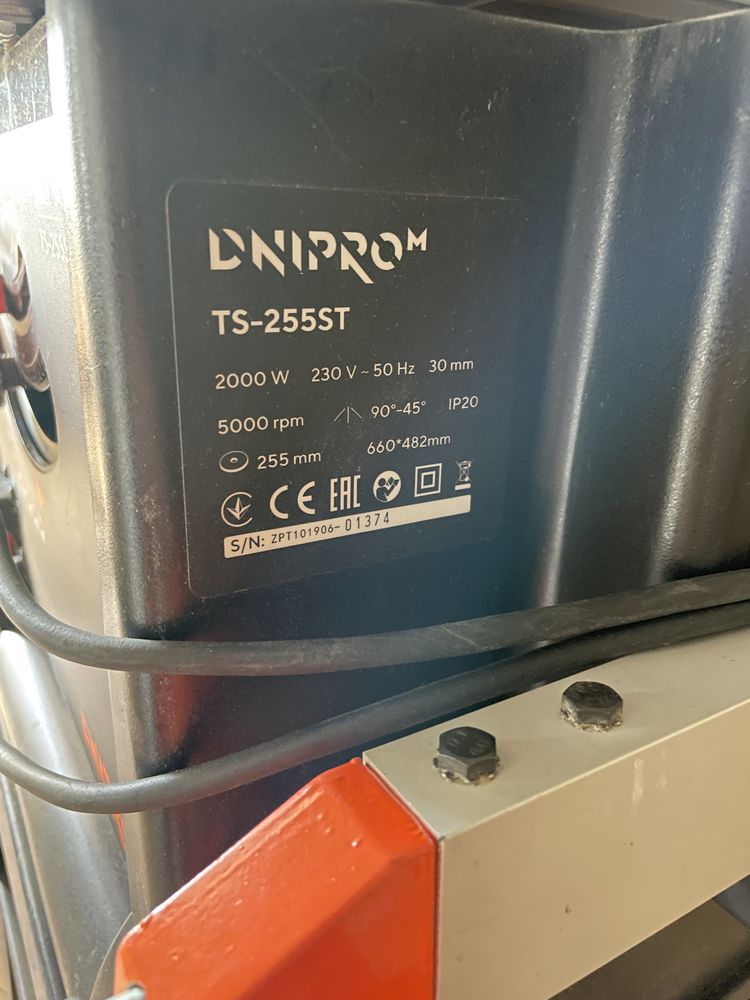 DNIPROM
TS-255ST
2000 W 230 V ~ 50 Hz 30 mm
5000 rpm 90°-45° IP20
255 mm 660*482mm
CE EAC
S/N: ZPT101906-01374